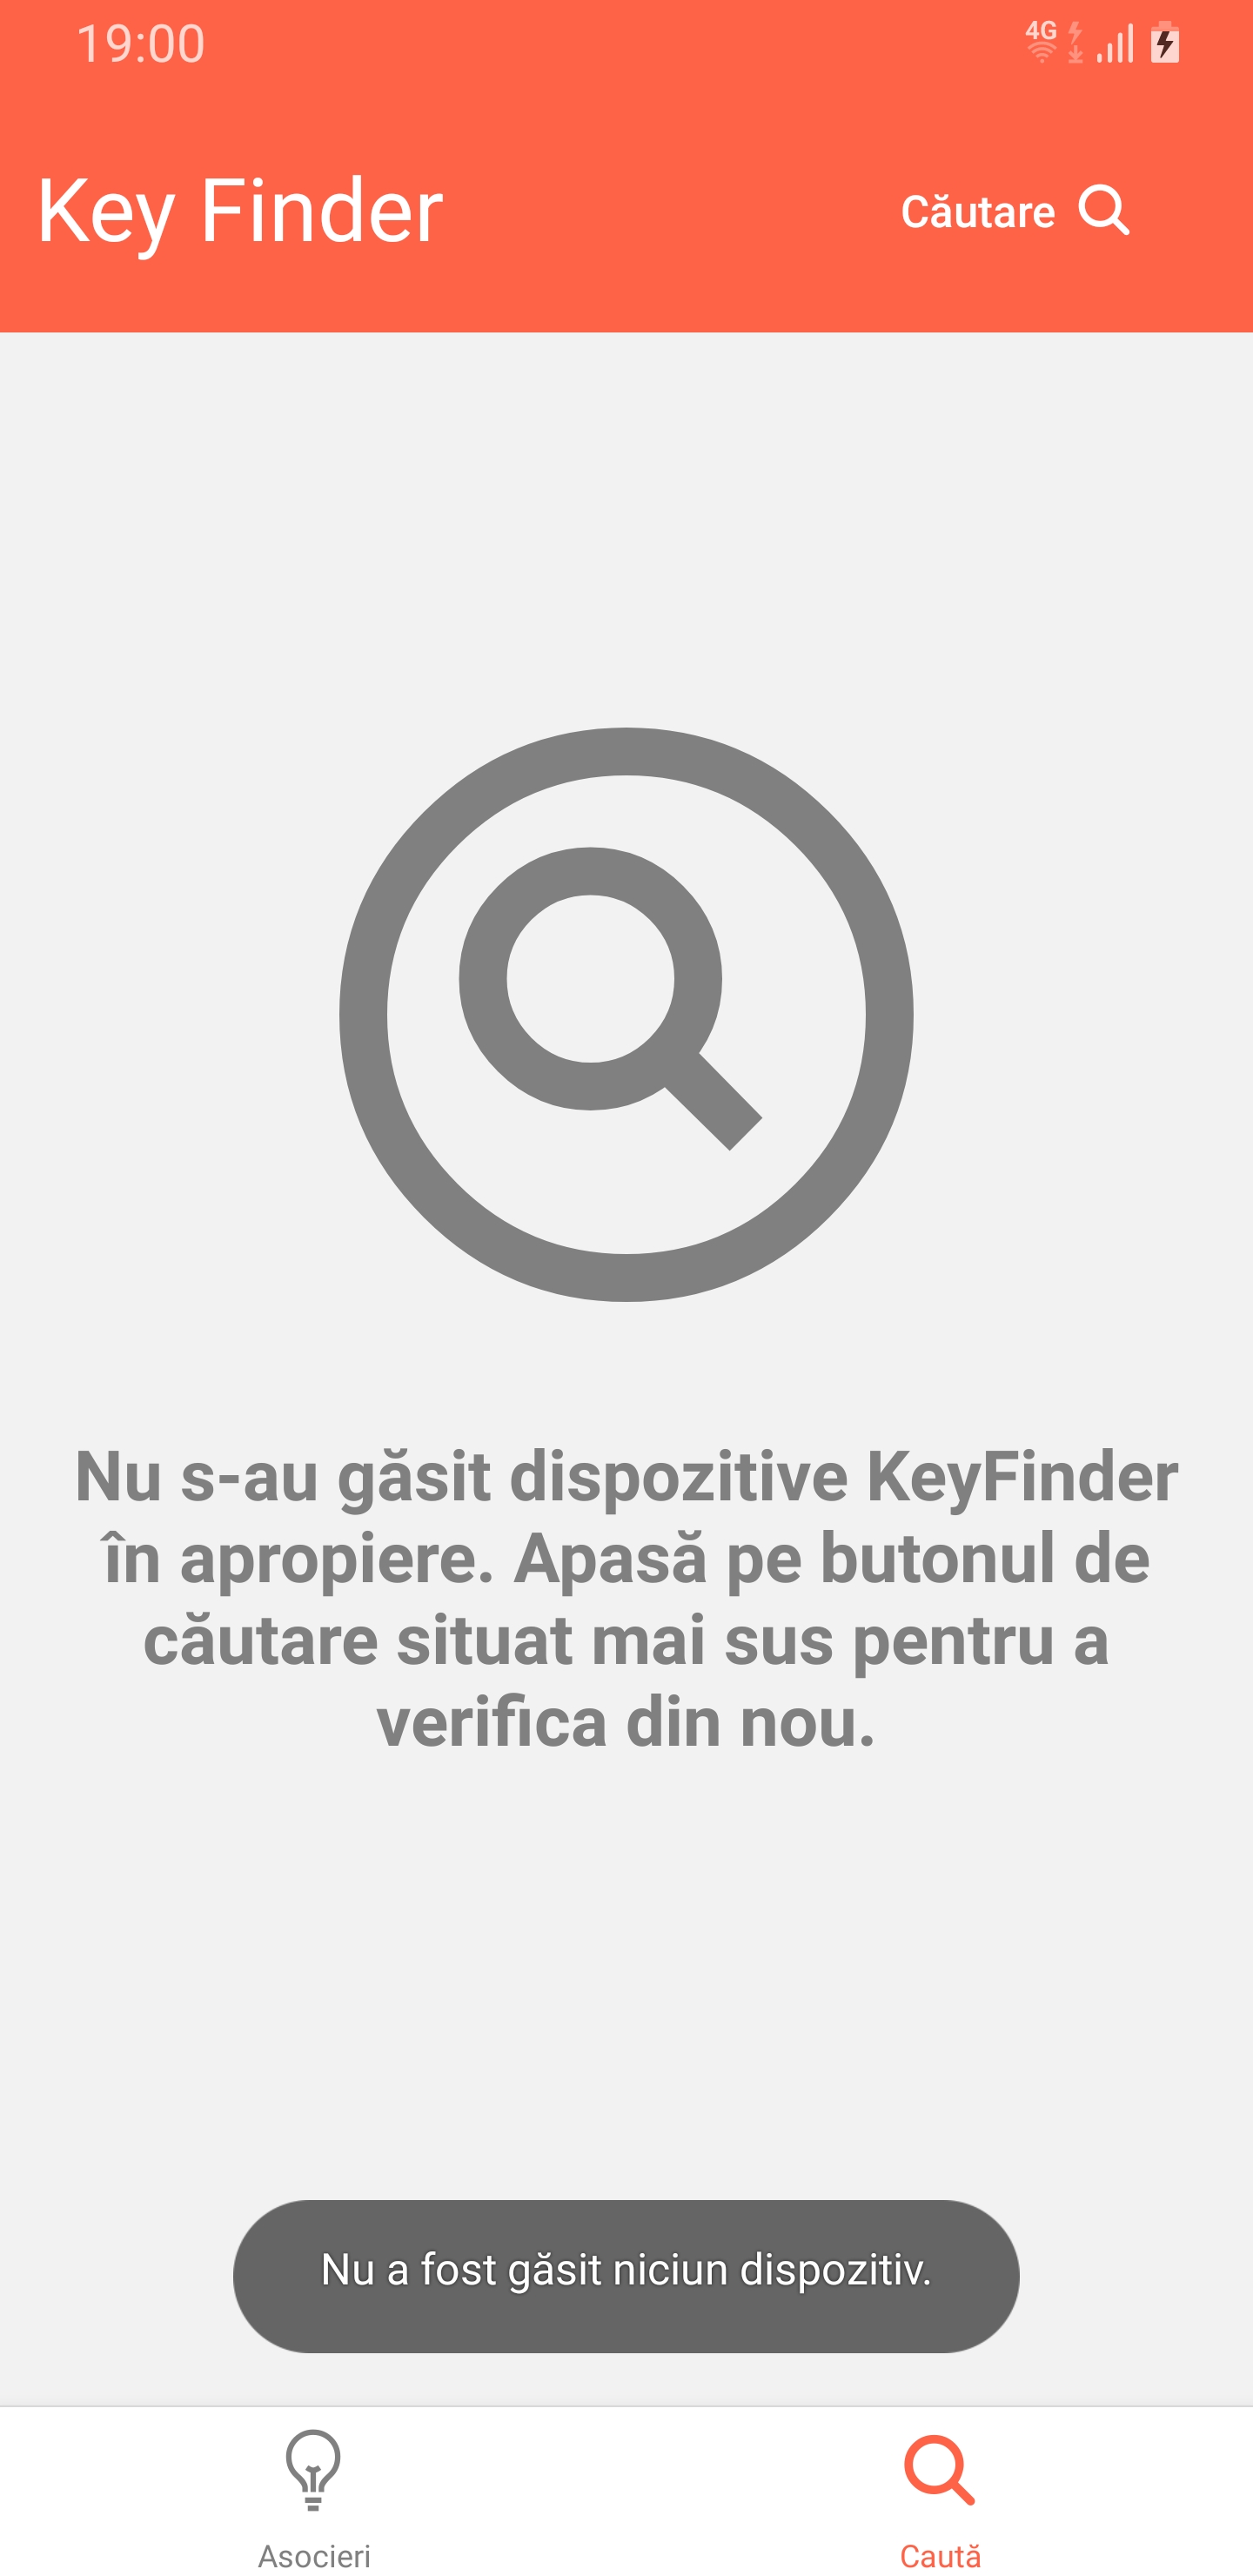 19:00
4G
Key Finder
Căutare
Nu s-au găsit dispozitive KeyFinder
în apropiere. Apasă pe butonul de
căutare situat mai sus pentru a
verifica din nou.
Nu a fost găsit niciun dispozitiv.
Asocieri
Caută